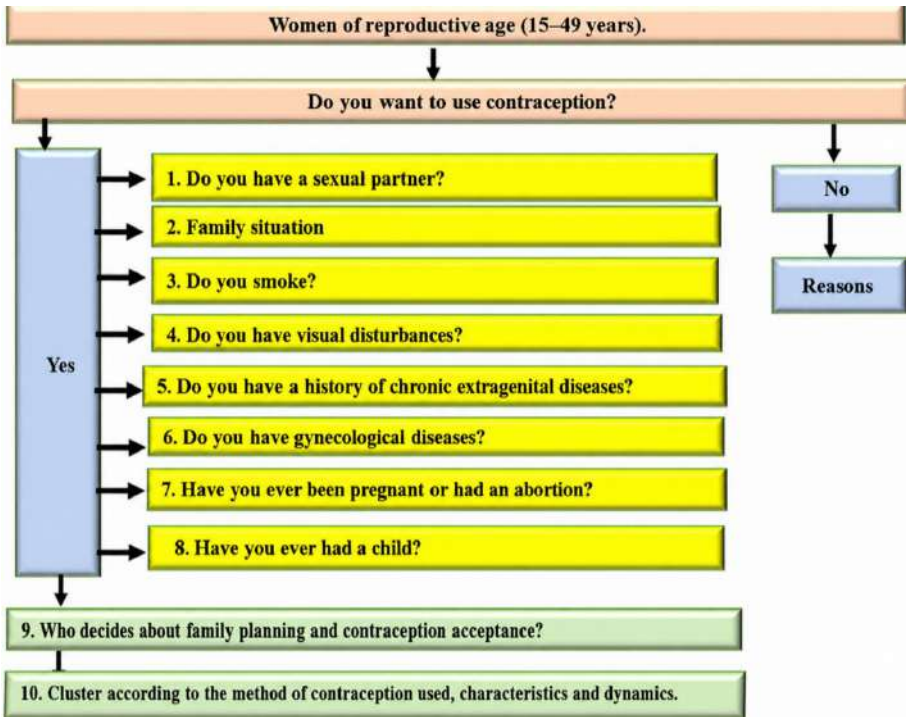 Women of reproductive age (15–49 years).
Do you want to use contraception?
Yes
1. Do you have a sexual partner?
2. Family situation
3. Do you smoke?
4. Do you have visual disturbances?
5. Do you have a history of chronic extragenital diseases?
6. Do you have gynecological diseases?
7. Have you ever been pregnant or had an abortion?
8. Have you ever had a child?
No
Reasons
9. Who decides about family planning and contraception acceptance?
10. Cluster according to the method of contraception used, characteristics and dynamics.